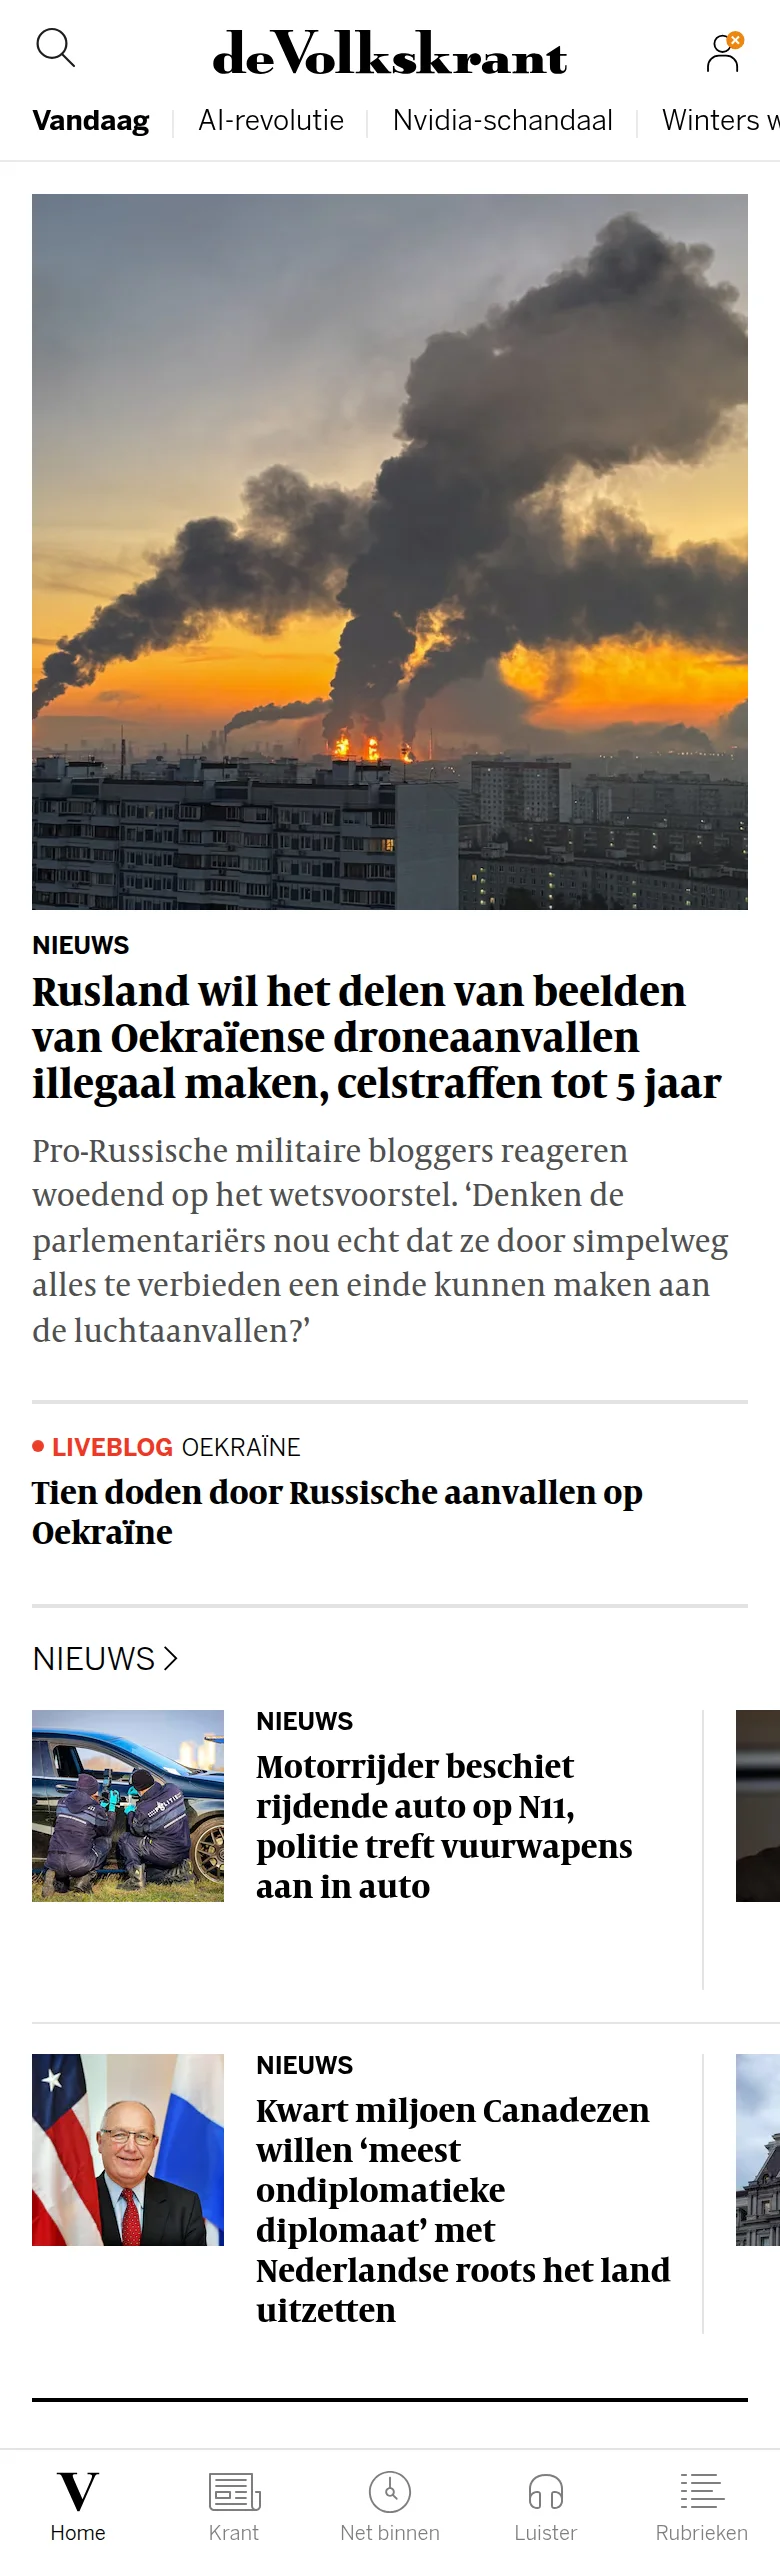 deVolkskrant
Vandaag
AI-revolutie
Nvidia-schandaal
Winters w
NIEUWS
Rusland wil het delen van beelden
van Oekraïense droneaanvallen
illegaal maken, celstraffen tot 5 jaar
Pro-Russische militaire bloggers reageren
woedend op het wetsvoorstel. ‘Denken de
parlementariërs nou echt dat ze door simpelweg
alles te verbieden een einde kunnen maken aan
de luchtaanvallen?’
LIVEBLOG OEKRAÏNE
Tien doden door Russische aanvallen op
Oekraïne
NIEUWS
NIEUWS
Motorrijder beschiet
rijdende auto op N11,
politie treft vuurwapens
aan in auto
POLITIE
NIEUWS
Kwart miljoen Canadezen
willen ‘meest
ondiplomatieke
diplomaat’ met
Nederlandse roots het land
uitzetten
V
Home
Krant
Net binnen
Luister
Rubrieken